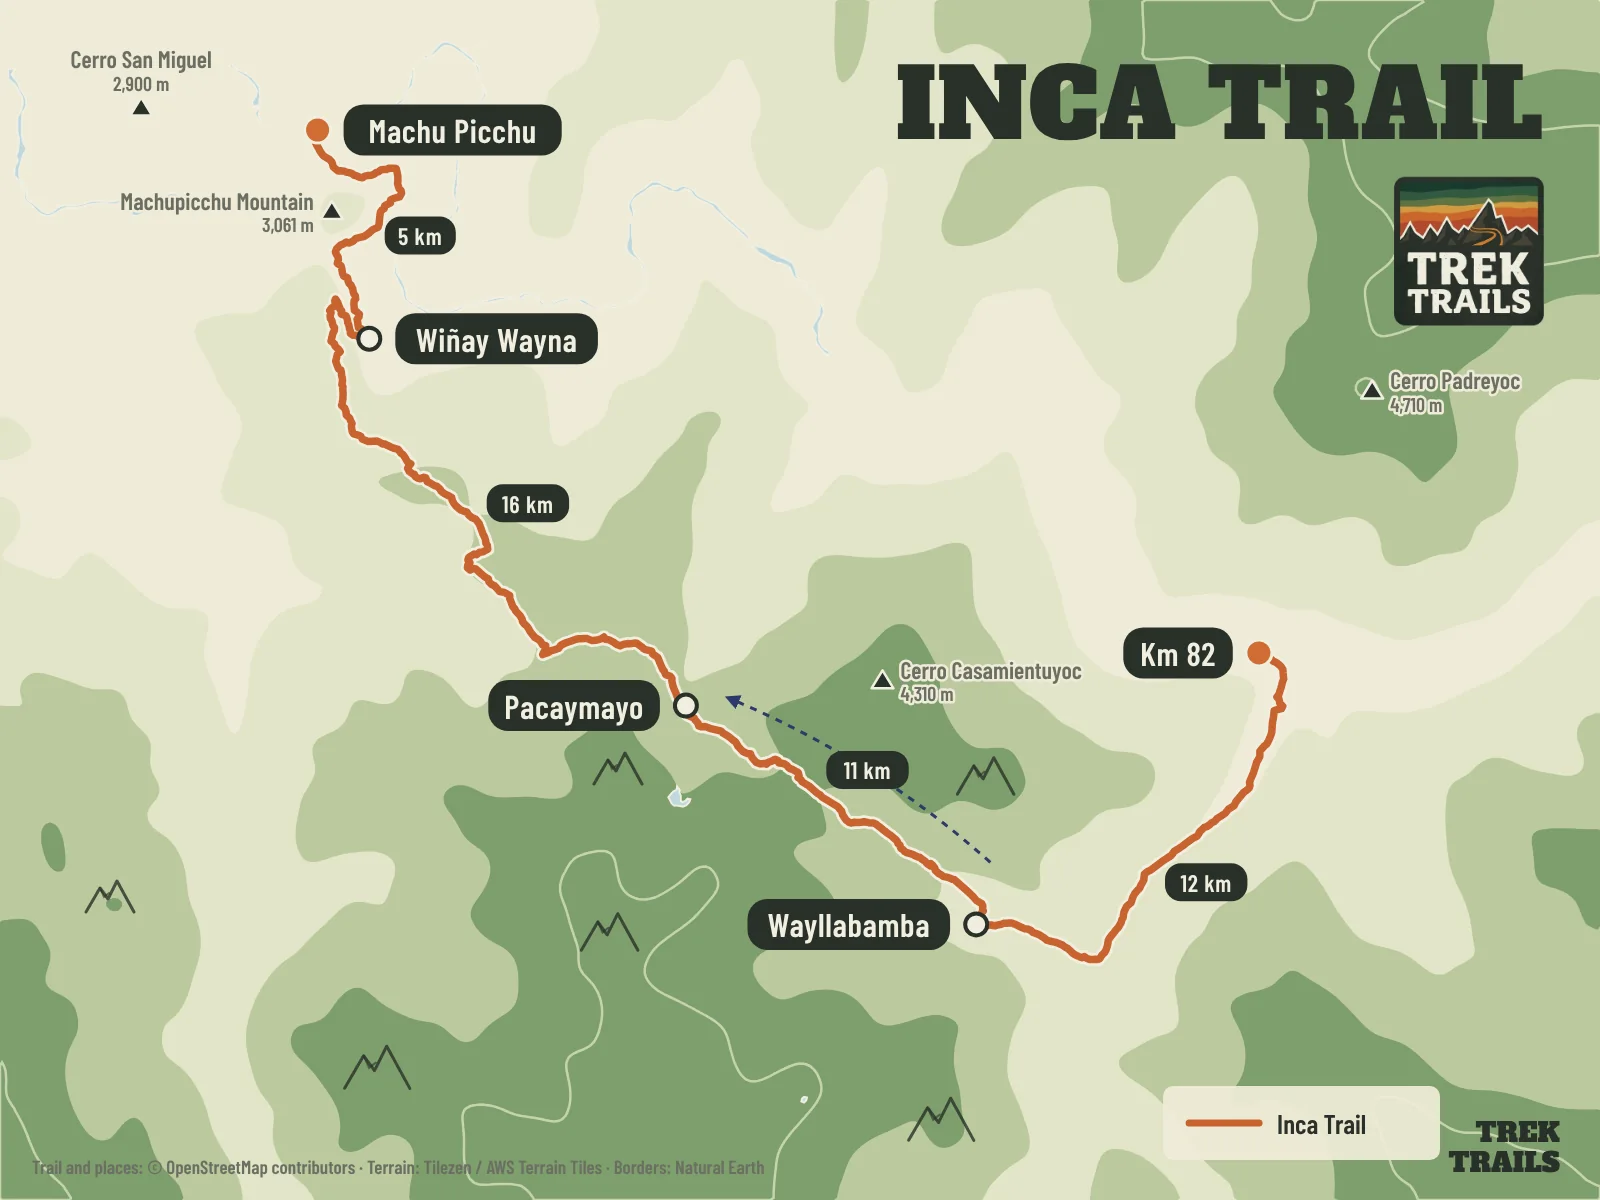 INCA TRAIL
Cerro San Miguel
2,900 m
Machu Picchu
Machupicchu Mountain
3,061 m
5 km
TREK
TRAILS
Wiñay Wayna
Cerro Padreyoc
4,710 m
16 km
Km 82
Cerro Casamientuyoc
4,310 m
Pacaymayo
11 km
12 km
Wayllabamba
Inca Trail
TREK
TRAILS
Trail and places: © OpenStreetMap contributors · Terrain: Tilezen / AWS Terrain Tiles · Borders: Natural Earth